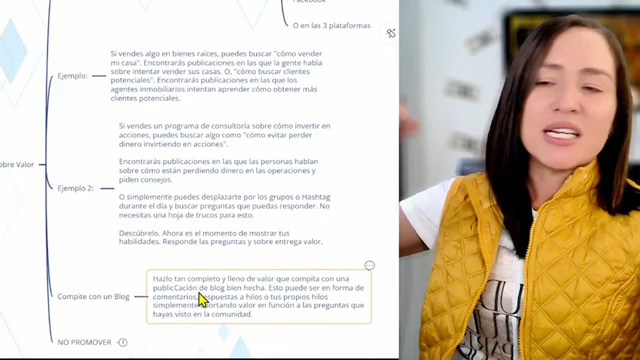 Facebook
O en las 3 plataformas
Si vendes algo en bienes raíces, puedes buscar "cómo vender
mi casa". Encontrarás publicaciones en las que la gente habla
sobre intentar vender sus casas. O, "cómo buscar clientes
potenciales". Encontrarás publicaciones en las que los
agentes inmobiliarios intentan aprender cómo obtener más
clientes potenciales.
Ejemplo:
Si vendes un programa de consultoría sobre cómo invertir en
acciones, puedes buscar algo como "cómo evitar perder
dinero invirtiendo en acciones".
Encontrarás publicaciones en las que las personas hablan
sobre cómo están perdiendo dinero en las operaciones y
piden consejos.
O simplemente puedes desplazarte por los grupos o Hashtag
durante el día y buscar preguntas que puedas responder. No
necesitas una hoja de trucos para esto.
Descúbrelo. Ahora es el momento de mostrar tus
habilidades. Responde las preguntas y sobre entrega valor.
obre Valor
Ejemplo 2:
Hazlo tan completo y lleno de valor que compita con una
publicCación de blog bien hecha. Esto puede ser en forma de
comentarios, respuestas a hilos o tus propios hilos
simplemente aportando valor en función a las preguntas que
hayas visto en la comunidad.
Compite con un Blog
NO PROMOVER 1